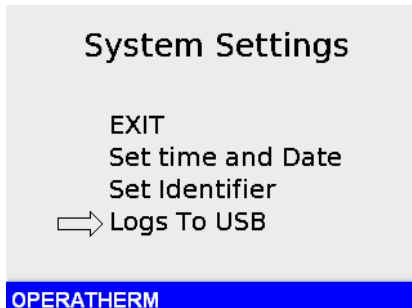 System Settings
EXIT
Set time and Date
Set Identifier
Logs To USB
OPERATHERM